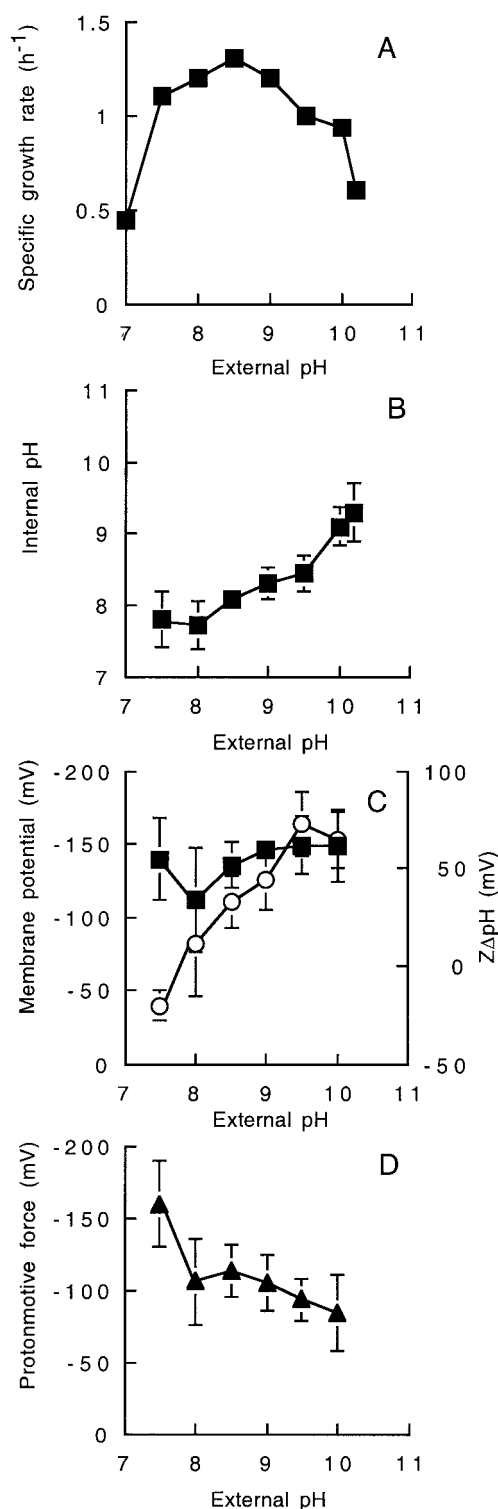 A
Specific growth rate (h⁻¹)
1.5
1
0.5
0
7 8 9 10 11
External pH
B
Internal pH
11
10
9
8
7
7 8 9 10 11
External pH
C
Membrane potential (mV)
-200
-150
-100
-50
0
100
50
0
-50
ZΔpH (mV)
7 8 9 10 11
External pH
D
Protonmotive force (mV)
-200
-150
-100
-50
0
7 8 9 10 11
External pH